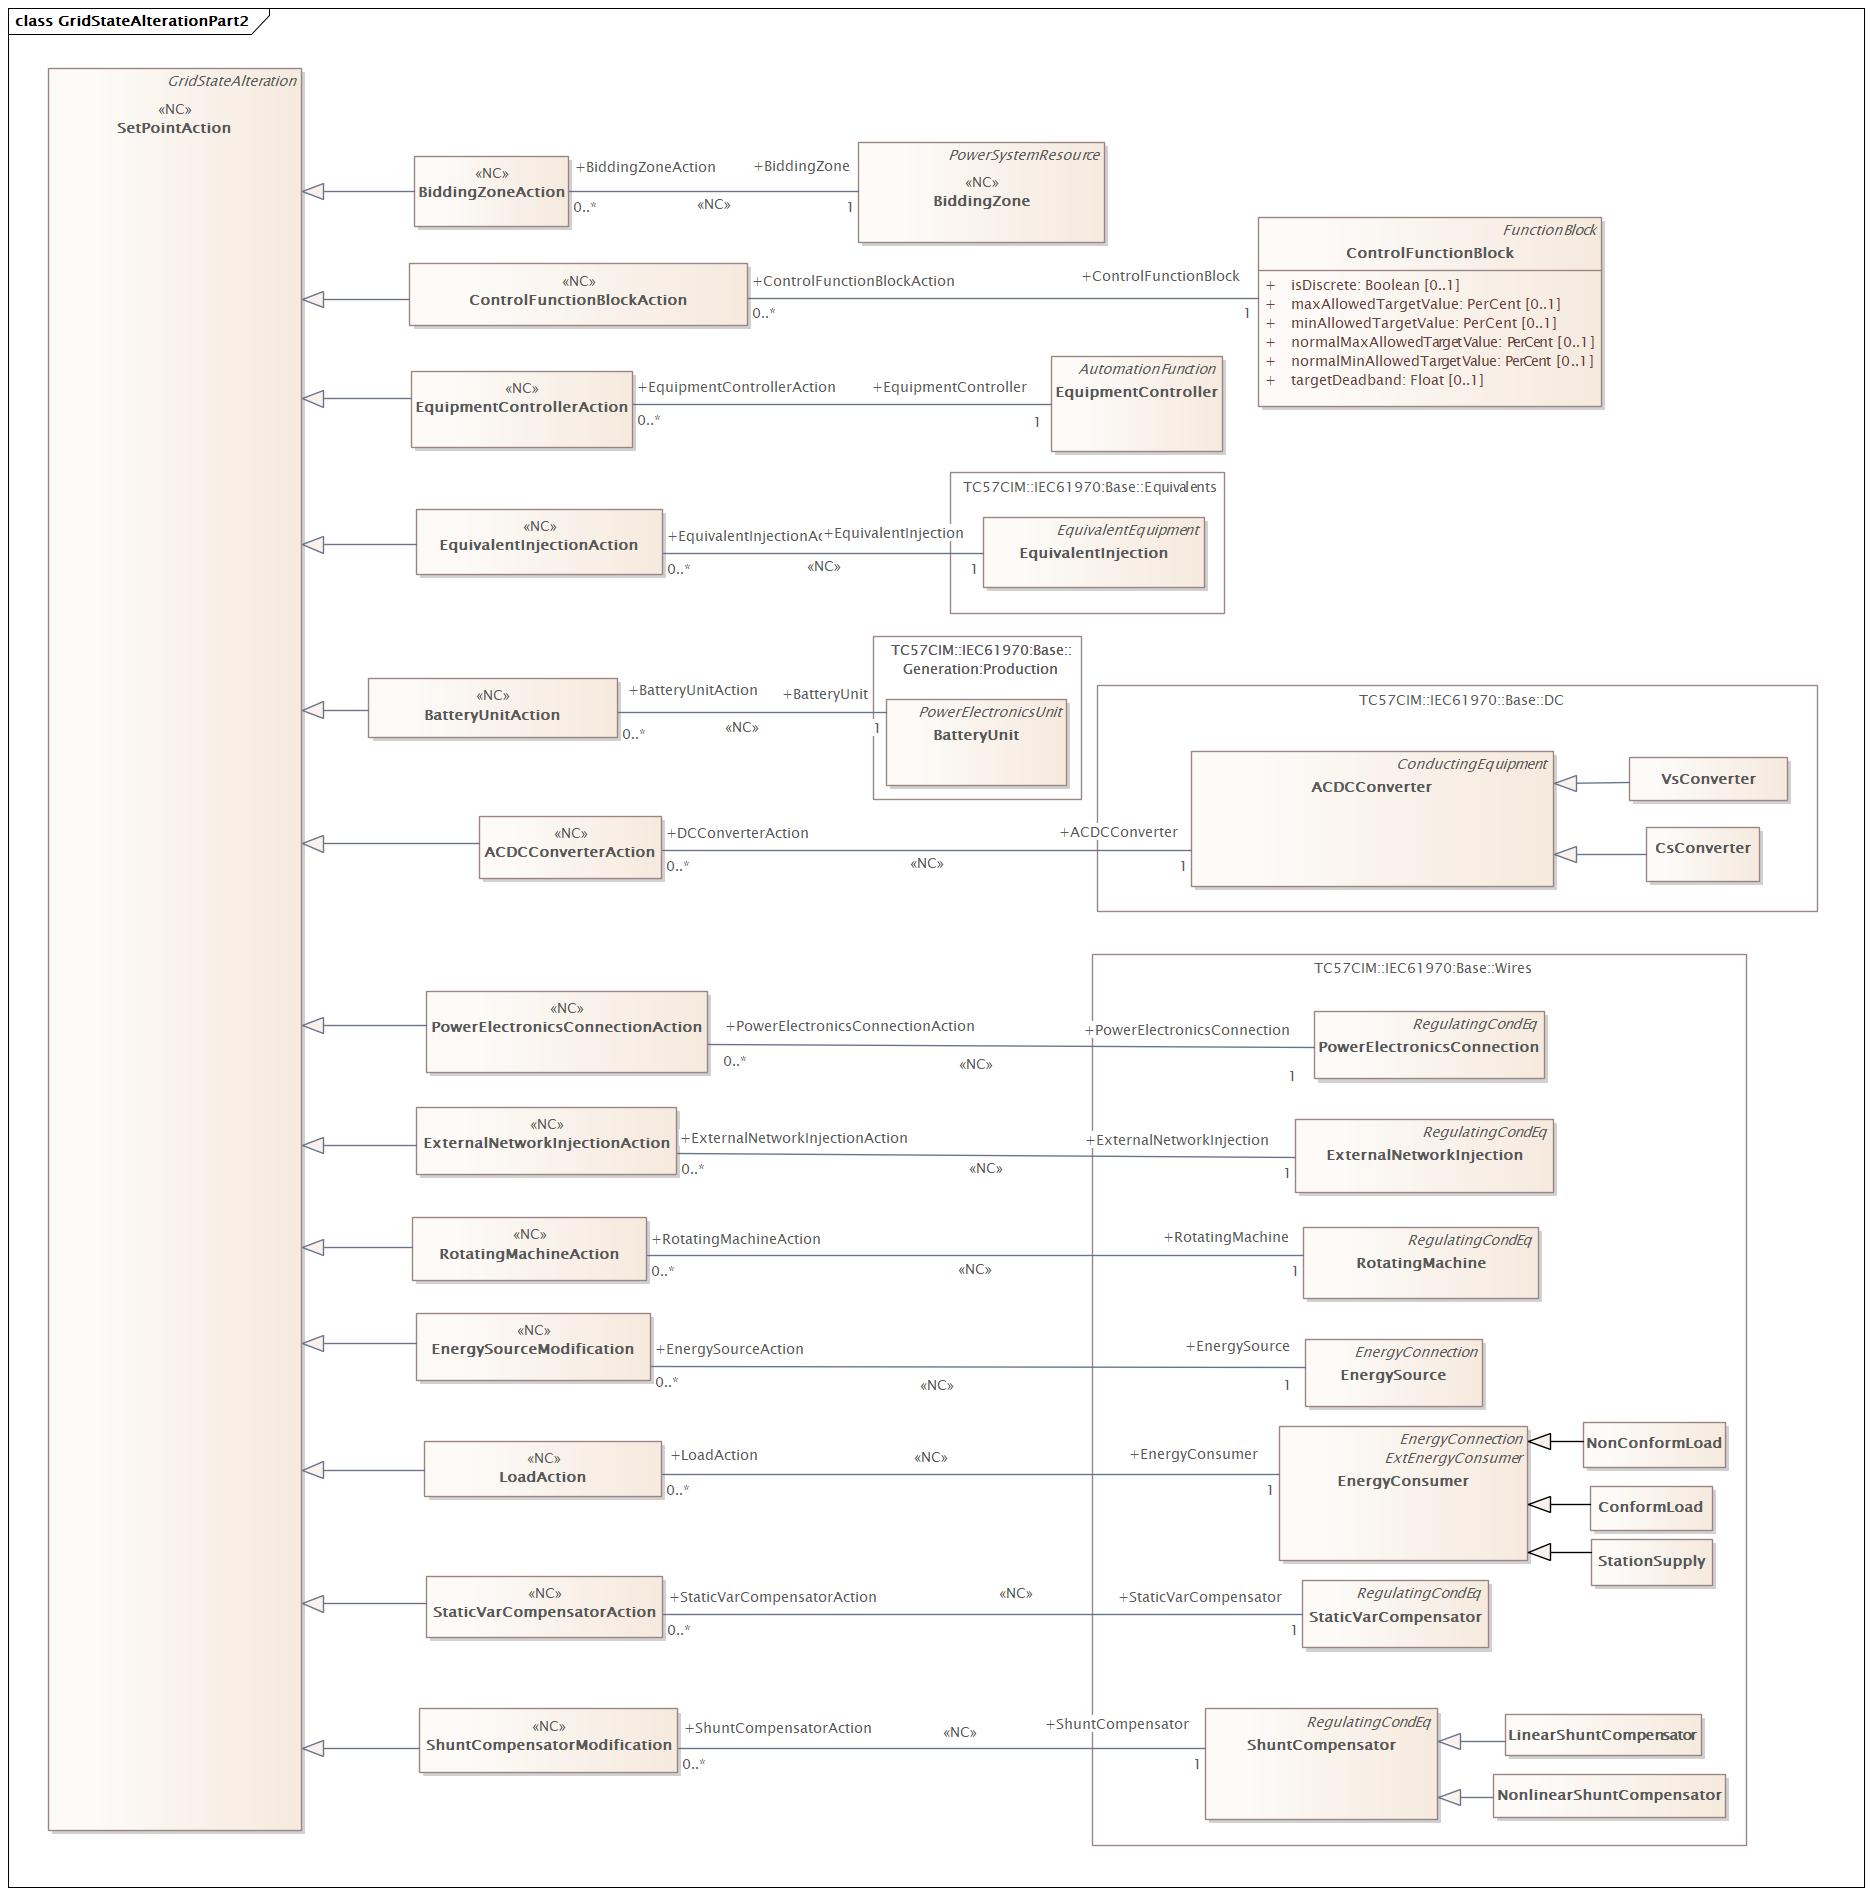 class GridStateAlterationPart2
GridStateAlteration
«NC»
SetPointAction
«NC»
BiddingZoneAction
+BiddingZoneAction
0..*
«NC»
+BiddingZone
1
PowerSystemResource
«NC»
BiddingZone
«NC»
ControlFunctionBlockAction
+ControlFunctionBlockAction
0..*
+ControlFunctionBlock
1
FunctionBlock
ControlFunctionBlock
+ isDiscrete: Boolean [0..1]
+ maxAllowedTargetValue: PerCent [0..1]
+ minAllowedTargetValue: PerCent [0..1]
+ normalMaxAllowedTargetValue: PerCent [0..1]
+ normalMinAllowedTargetValue: PerCent [0..1]
+ targetDeadband: Float [0..1]
«NC»
EquipmentControllerAction
+EquipmentControllerAction
0..*
+EquipmentController
1
AutomationFunction
EquipmentController
«NC»
EquivalentInjectionAction
+EquivalentInjectionAc
0..*
«NC»
+EquivalentInjection
1
TC57CIM::IEC61970:Base::Equivalents
EquivalentEquipment
EquivalentInjection
«NC»
BatteryUnitAction
+BatteryUnitAction
0..*
«NC»
+BatteryUnit
1
TC57CIM::IEC61970:Base::
Generation:Production
PowerElectronicsUnit
BatteryUnit
«NC»
ACDCConverterAction
+DCConverterAction
0..*
«NC»
+ACDCConverter
1
TC57CIM::IEC61970::Base::DC
ConductingEquipment
ACDCConverter
VsConverter
CsConverter
TC57CIM::IEC61970:Base::Wires
«NC»
PowerElectronicsConnectionAction
+PowerElectronicsConnectionAction
0..*
«NC»
+PowerElectronicsConnection
1
RegulatingCondEq
PowerElectronicsConnection
«NC»
ExternalNetworkInjectionAction
+ExternalNetworkInjectionAction
0..*
«NC»
+ExternalNetworkInjection
1
RegulatingCondEq
ExternalNetworkInjection
«NC»
RotatingMachineAction
+RotatingMachineAction
0..*
«NC»
+RotatingMachine
1
RegulatingCondEq
RotatingMachine
«NC»
EnergySourceModification
+EnergySourceAction
0..*
«NC»
+EnergySource
1
EnergyConnection
EnergySource
«NC»
LoadAction
+LoadAction
0..*
«NC»
+EnergyConsumer
1
EnergyConnection
ExtEnergyConsumer
EnergyConsumer
NonConformLoad
ConformLoad
StationSupply
«NC»
StaticVarCompensatorAction
+StaticVarCompensatorAction
0..*
«NC»
+StaticVarCompensator
1
RegulatingCondEq
StaticVarCompensator
«NC»
ShuntCompensatorModification
+ShuntCompensatorAction
0..*
«NC»
+ShuntCompensator
1
RegulatingCondEq
ShuntCompensator
LinearShuntCompensator
NonlinearShuntCompensator